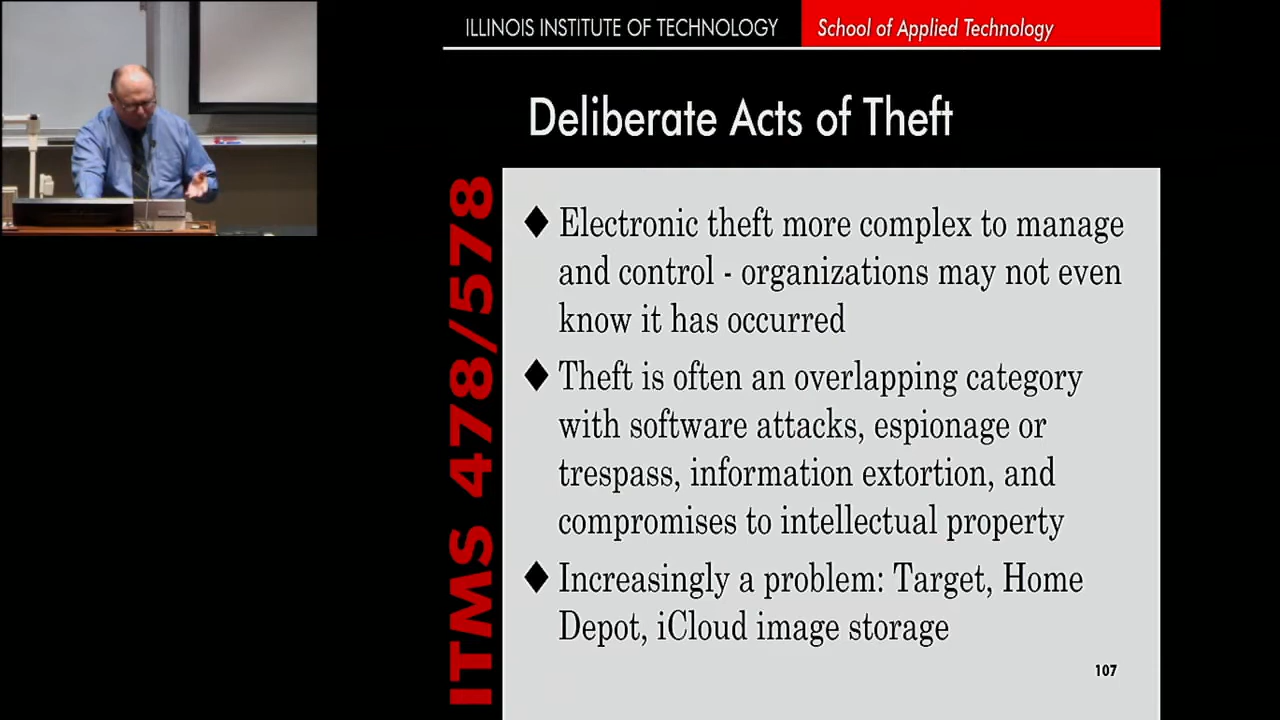 ILLINOIS INSTITUTE OF TECHNOLOGY School of Applied Technology
Deliberate Acts of Theft
ITMS 478/578
♦ Electronic theft more complex to manage
and control - organizations may not even
know it has occurred
♦ Theft is often an overlapping category
with software attacks, espionage or
trespass, information extortion, and
compromises to intellectual property
♦ Increasingly a problem: Target, Home
Depot, iCloud image storage
107